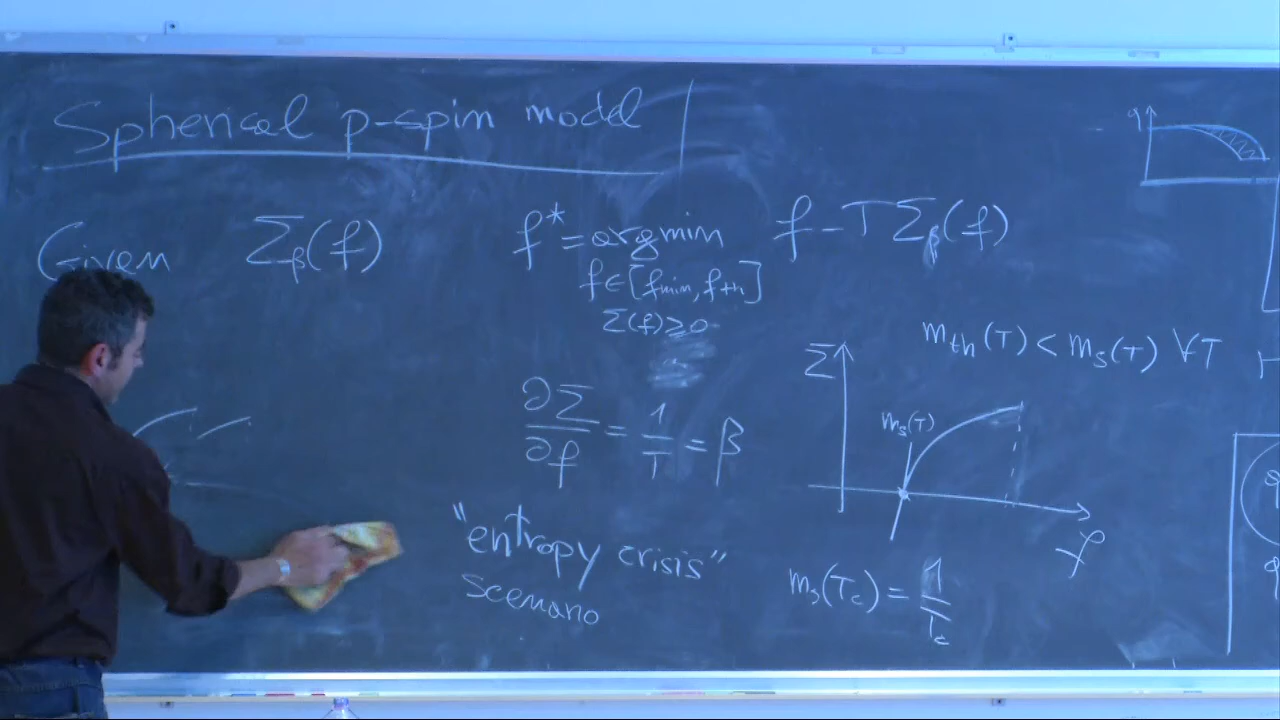 Spherical p-spin model
Given Σβ(f)
f* = argmin f - TΣβ(f)
f∈[fmin, fth]
Σ(f)≥0
mth(T) < ms(T) ∀T
∂Σ/∂f = 1/T = β
Σ
ms(T)
f
"entropy crisis"
scenario
ms(Tc) = 1/Tc
q